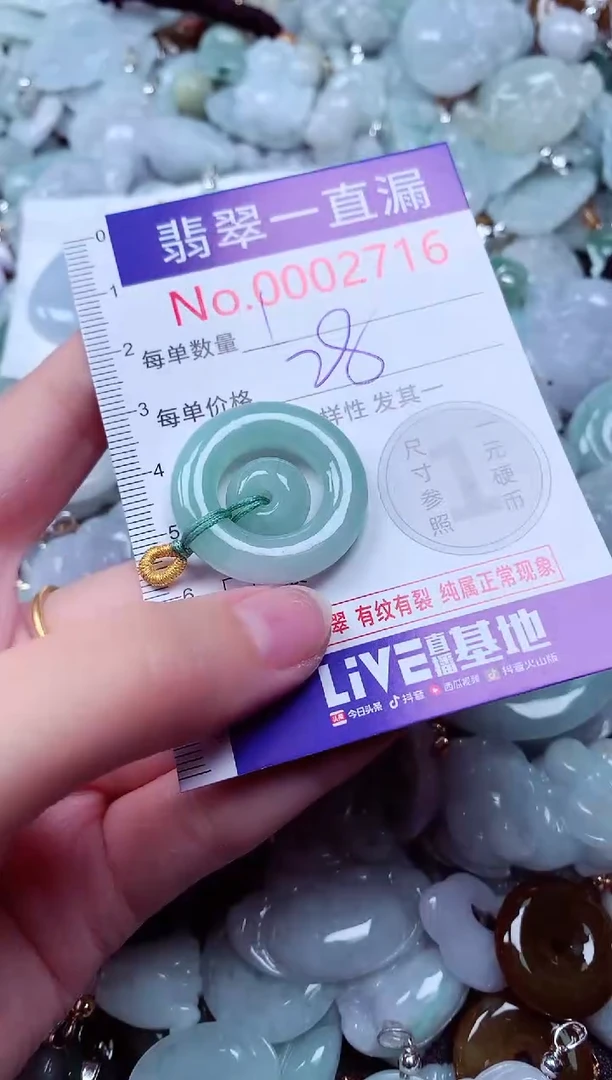 翡翠一直漏
No.0002716
每单数量 1
28
每单价格
样性 发其一
尺寸参照
1
一元硬币
翠 有纹有裂 纯属正常现象
LiVE直播基地
头条 今日头条 抖音 西瓜视频 抖音火山版
0
1
2
3
4
5
6